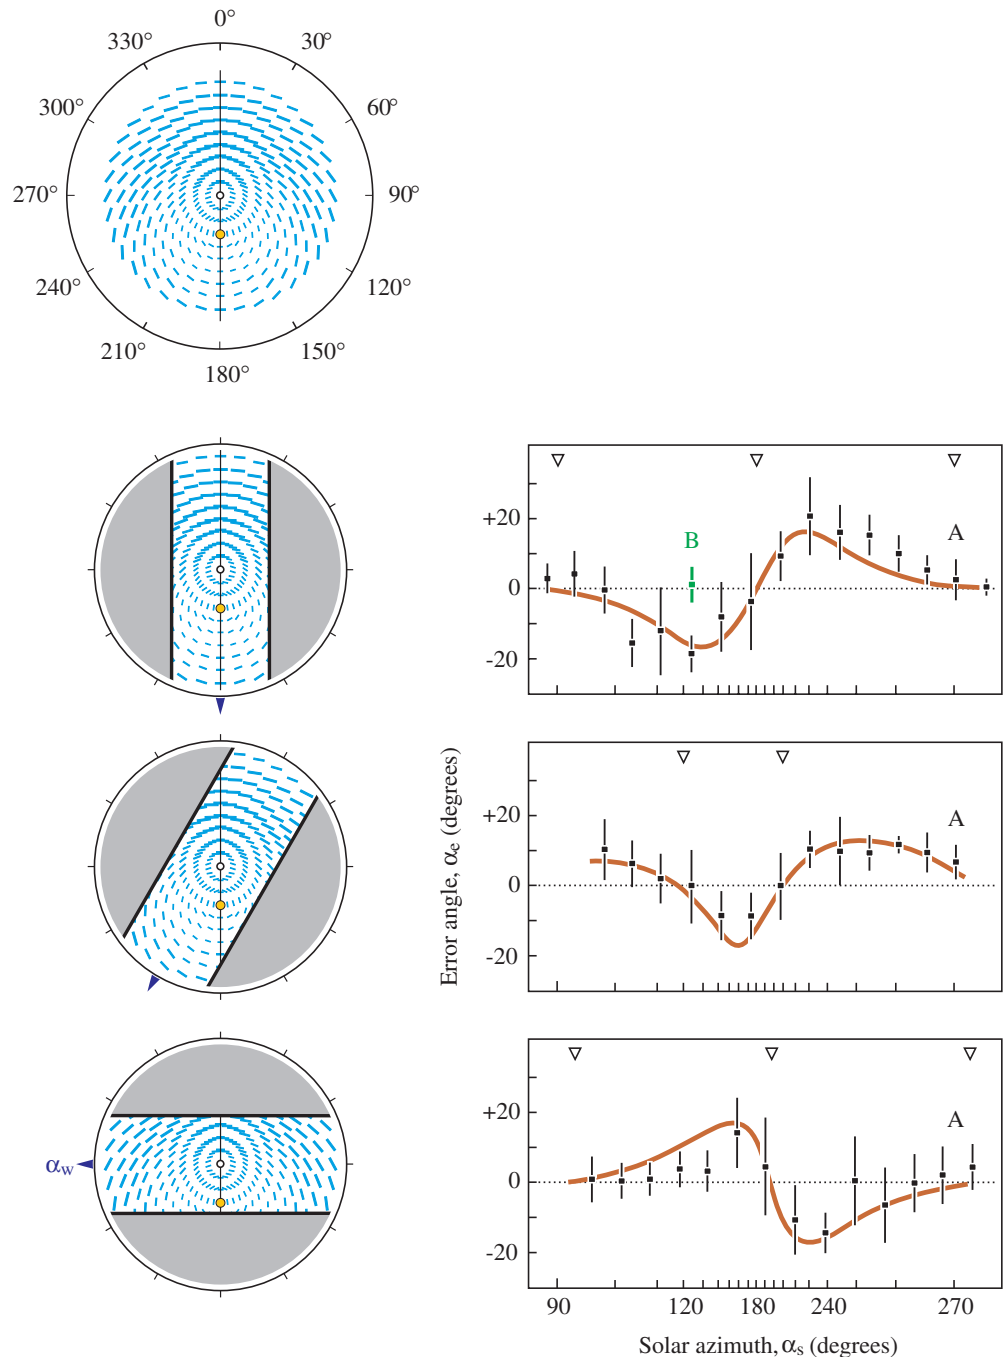 0°
330° 30°
300° 60°
270° 90°
240° 120°
210° 150°
180°
+20
0
-20
B
A
+20
0
-20
A
Error angle, αe (degrees)
αw
+20
0
-20
A
90 120 180 240 270
Solar azimuth, αs (degrees)